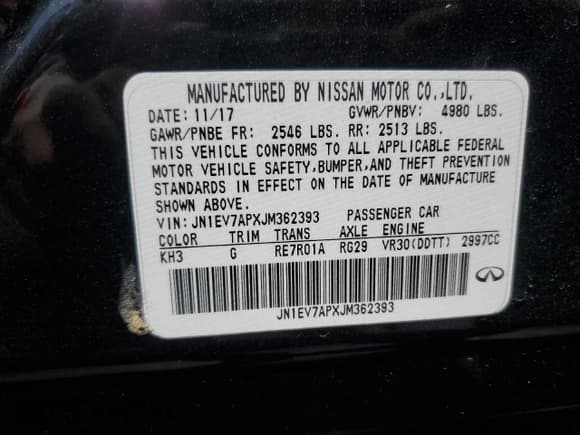 MANUFACTURED BY NISSAN MOTOR CO.,LTD.
DATE: 11/17 GVWR/PNBV: 4980 LBS.
GAWR/PNBE FR: 2546 LBS. RR: 2513 LBS.
THIS VEHICLE CONFORMS TO ALL APPLICABLE FEDERAL
MOTOR VEHICLE SAFETY,BUMPER,AND THEFT PREVENTION
STANDARDS IN EFFECT ON THE DATE OF MANUFACTURE
SHOWN ABOVE.
VIN: JN1EV7APXJM362393 PASSENGER CAR
COLOR TRIM TRANS AXLE ENGINE
KH3 G RE7R01A RG29 VR30(DDTT) 2997CC
JN1EV7APXJM362393